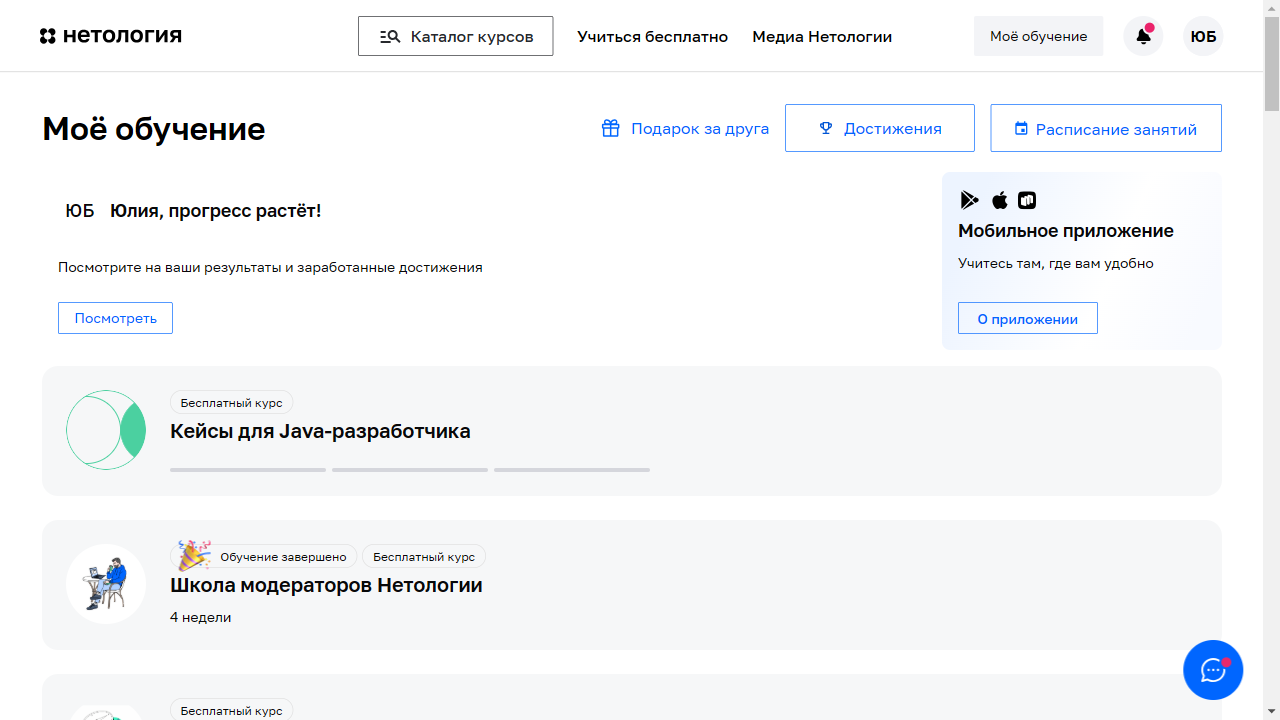 нетология
Каталог курсов
Учиться бесплатно
Медиа Нетологии
Моё обучение
ЮБ
Моё обучение
Подарок за друга
Достижения
Расписание занятий
ЮБ
Юлия, прогресс растёт!
Посмотрите на ваши результаты и заработанные достижения
Посмотреть
Мобильное приложение
Учитесь там, где вам удобно
О приложении
Бесплатный курс
Кейсы для Java-разработчика
Обучение завершено
Бесплатный курс
Школа модераторов Нетологии
4 недели
Бесплатный курс